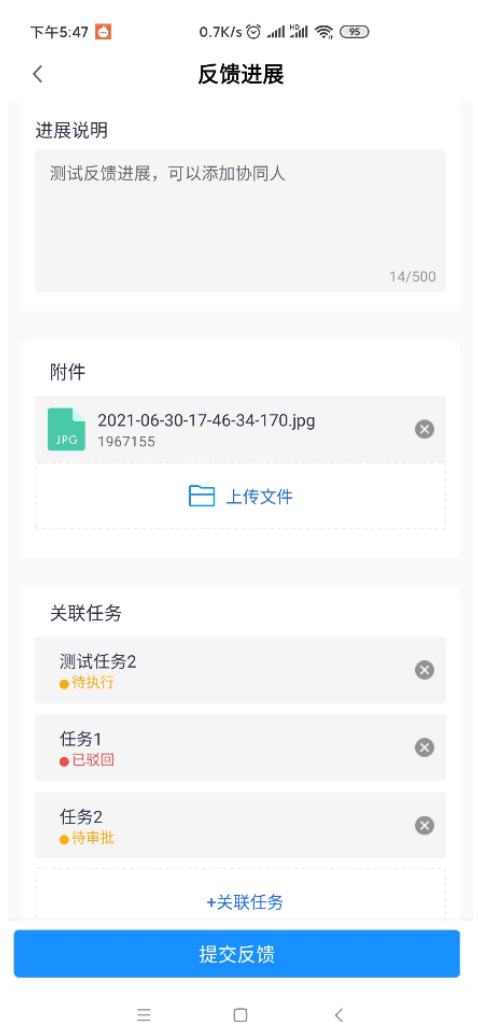 下午5:47
0.7K/s
HD
95
反馈进展
进展说明
测试反馈进展，可以添加协同人
14/500
附件
JPG
2021-06-30-17-46-34-170.jpg
1967155
上传文件
关联任务
测试任务2
待执行
任务1
已驳回
任务2
待审批
+关联任务
提交反馈